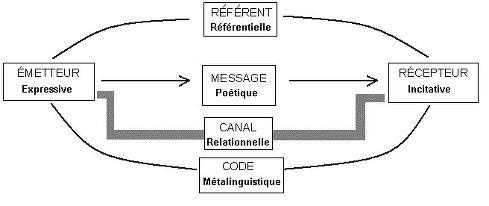 RÉFÉRENT
Référentielle
ÉMETTEUR
Expressive
MESSAGE
Poétique
RÉCEPTEUR
Incitative
CANAL
Relationnelle
CODE
Métalinguistique